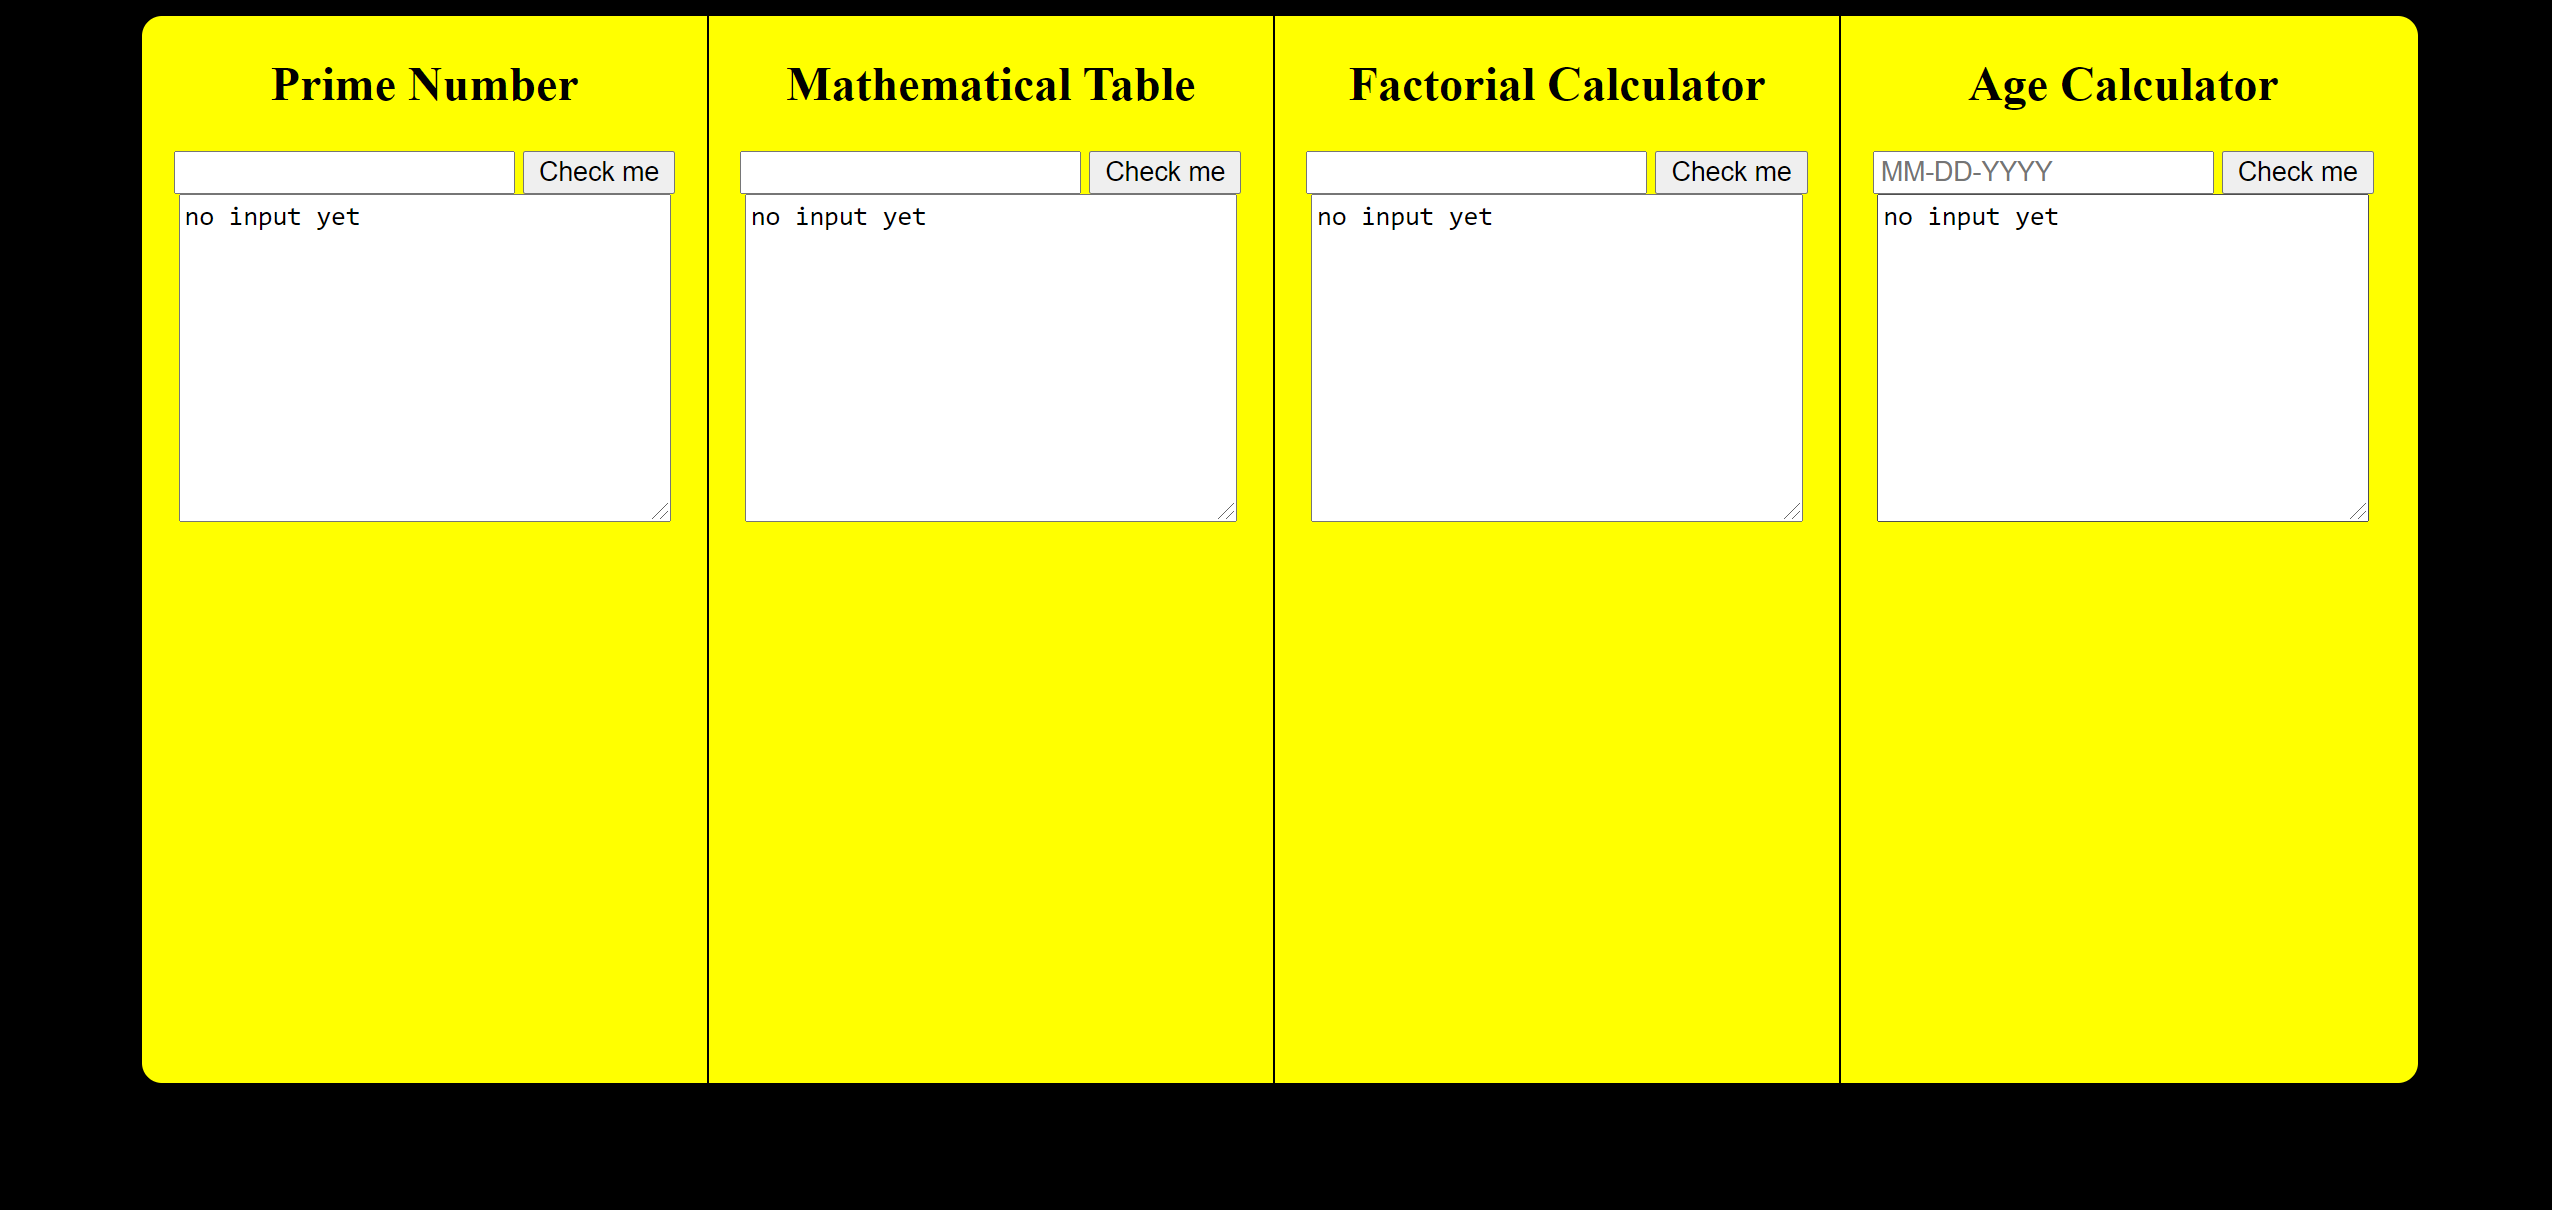 Prime Number
Check me
no input yet
Mathematical Table
Check me
no input yet
Factorial Calculator
Check me
no input yet
Age Calculator
MM-DD-YYYY Check me
no input yet